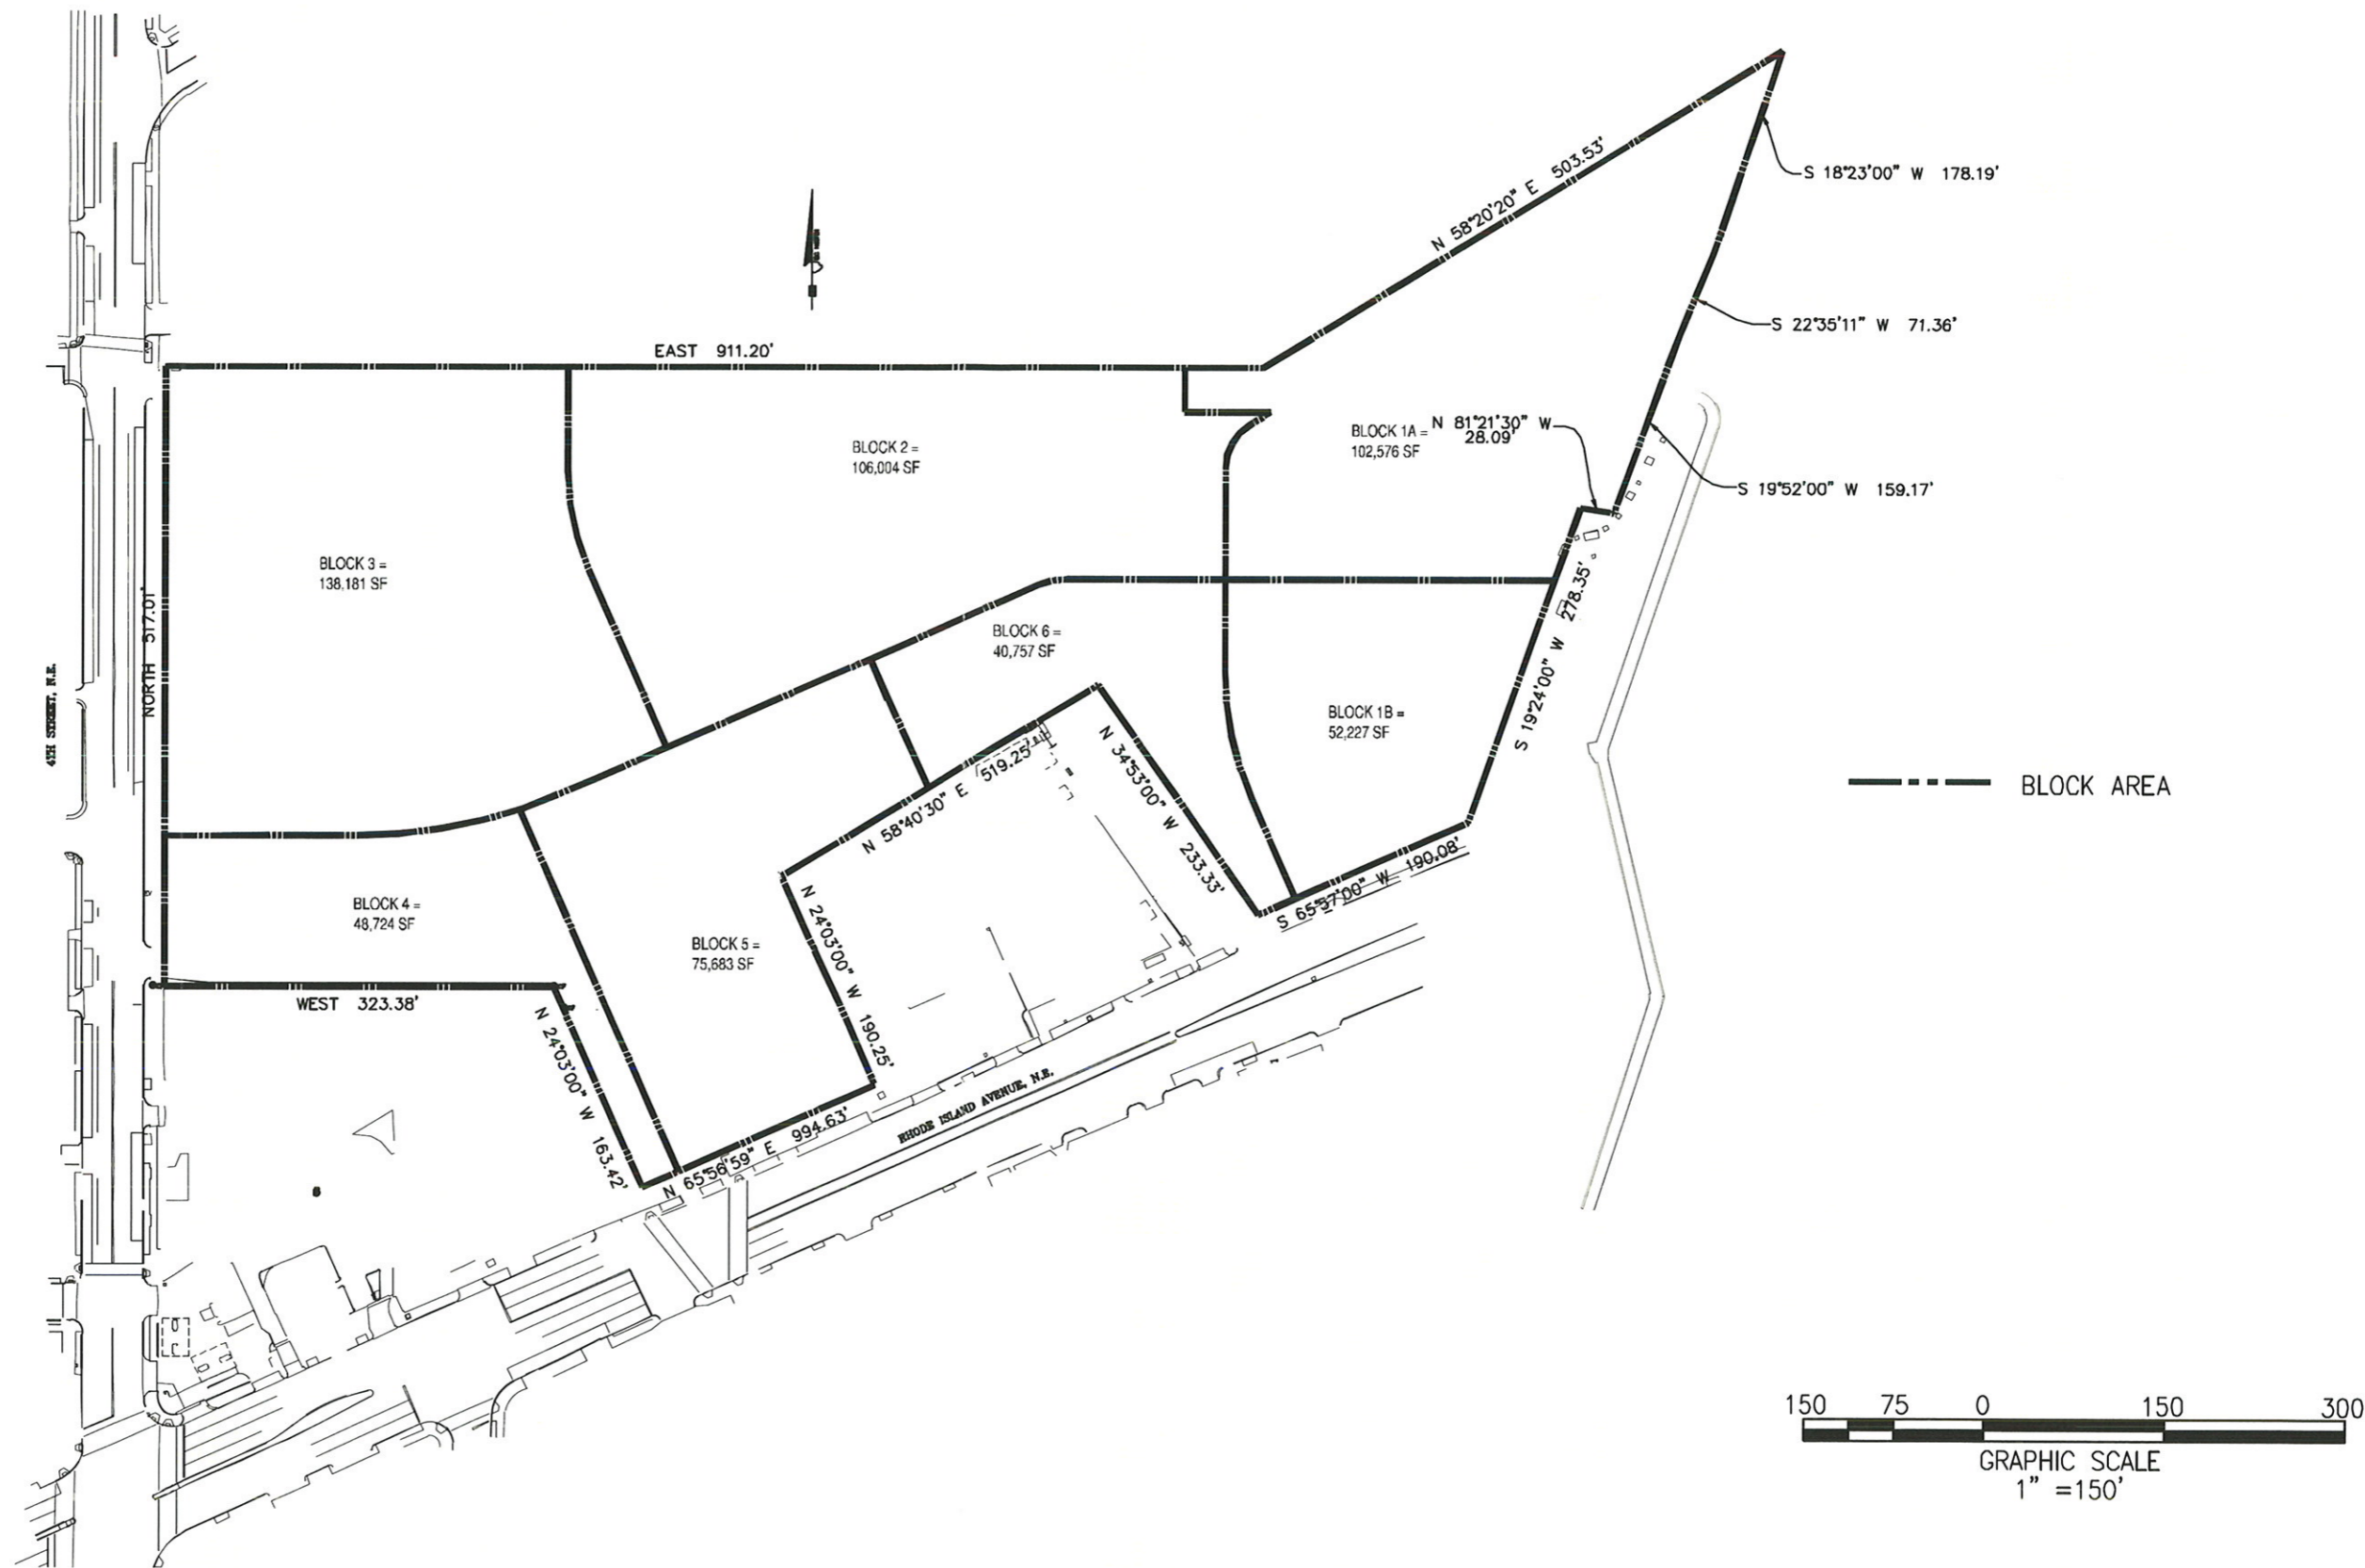 N 58°20'20" E 503.53'
S 18°23'00" W 178.19'
S 22°35'11" W 71.36'
EAST 911.20'
BLOCK 1A =
102,576 SF
N 81°21'30" W
28.09'
BLOCK 2 =
106,004 SF
S 19°52'00" W 159.17'
BLOCK 3 =
138,181 SF
NORTH 517.01'
4TH STREET, N.E.
BLOCK 6 =
40,757 SF
S 19°24'00" W 278.35'
BLOCK 1B =
52,227 SF
N 58°40'30" E 519.25'
N 34°53'00" W 233.33'
BLOCK AREA
S 65°57'00" W 190.08'
BLOCK 4 =
48,724 SF
BLOCK 5 =
75,683 SF
N 24°03'00" W 190.25'
WEST 323.38'
N 24°03'00" W 163.42'
N 65°56'59" E 994.63'
RHODE ISLAND AVENUE, N.E.
150 75 0 150 300
GRAPHIC SCALE
1" =150'